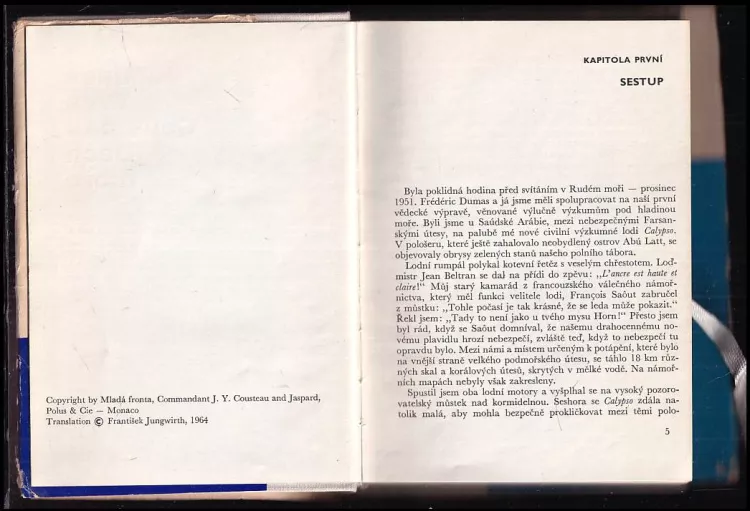 Copyright by Mladá fronta, Commandant J. Y. Cousteau and Jaspard,
Polus & Cie — Monaco
Translation © František Jungwirth, 1964
KAPITOLA PRVNÍ
SESTUP
Byla poklidná hodina před svítáním v Rudém moři — prosinec
1951. Frédéric Dumas a já jsme měli spolupracovat na naší první
vědecké výpravě, věnované výlučně výzkumům pod hladinou
moře. Byli jsme u Saúdské Arábie, mezi nebezpečnými Farsan-
skými útesy, na palubě mé nové civilní výzkumné lodi Calypso.
V pološeru, které ještě zahalovalo neobydlený ostrov Abú Latt, se
objevovaly obrysy zelených stanů našeho polního tábora.
Lodní rumpál polykal kotevní řetěz s veselým chřestotem. Loď-
mistr Jean Beltran se dal na přídi do zpěvu: „L'ancre est haute et
claire!" Můj starý kamarád z francouzského válečného námoř-
nictva, který měl funkci velitele lodi, François Saôut zabručel
z můstku: „Tohle počasí je tak krásné, že se leda může pokazit."
Řekl jsem: „Tady to není jako u tvého mysu Horn!" Přesto jsem
byl rád, když se Saôut domníval, že našemu drahocennému no-
vému plavidlu hrozí nebezpečí, zvláště teď, když to nebezpečí tu
opravdu bylo. Mezi námi a místem určeným k potápění, které bylo
na vnější straně velkého podmořského útesu, se táhlo 18 km růz-
ných skal a korálových útesů, skrytých v mělké vodě. Na námoř-
ních mapách nebyly však zakresleny.
Spustil jsem oba lodní motory a vyšplhal se na vysoký pozoro-
vatelský můstek nad kormidelnou. Seshora se Calypso zdála na-
tolik malá, aby mohla bezpečně prokličkovat mezi těmi polo-
5